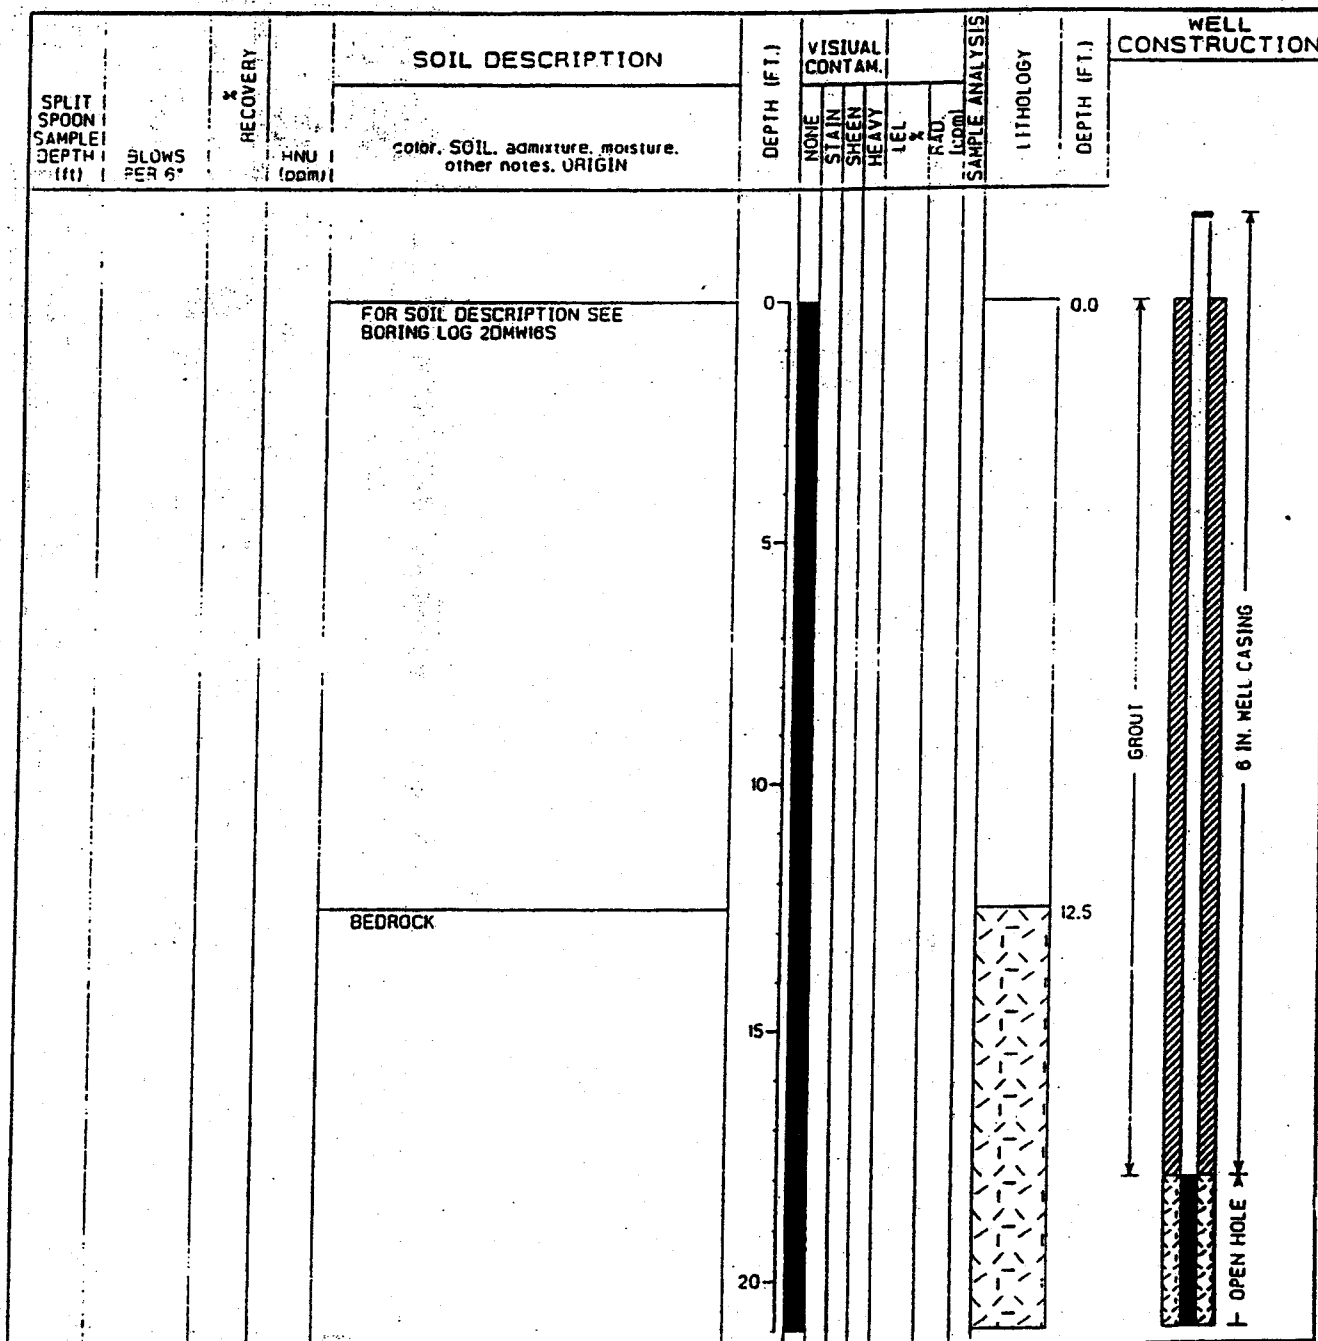 SPLIT
SPOON
SAMPLE
DEPTH
(ft)
BLOWS
PER 6"
% RECOVERY
HNU
(ppm)
SOIL DESCRIPTION
color, SOIL, admixture, moisture,
other notes, ORIGIN
DEPTH (FT.)
VISIUAL
CONTAM.
NONE
STAIN
SHEEN
HEAVY
LEL
%
RAD.
(cpm)
SAMPLE ANALYSIS
LITHOLOGY
DEPTH (FT.)
WELL
CONSTRUCTION
FOR SOIL DESCRIPTION SEE
BORING LOG 2DMW16S
0
0.0
5
GROUT
6 IN. WELL CASING
10
BEDROCK
12.5
15
20
OPEN HOLE